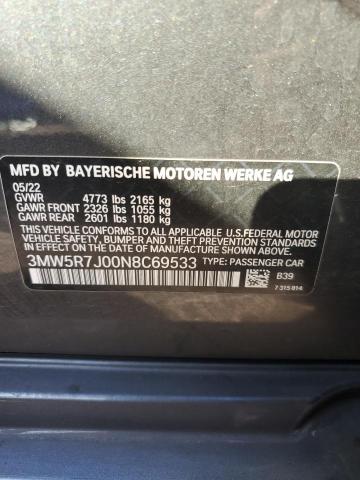 MFD BY BAYERISCHE MOTOREN WERKE AG
05/22
GVWR 4773 lbs 2165 kg
GAWR FRONT 2326 lbs 1055 kg
GAWR REAR 2601 lbs 1180 kg
THIS VEHICLE CONFORMS TO ALL APPLICABLE U.S.FEDERAL MOTOR
VEHICLE SAFETY, BUMPER AND THEFT PREVENTION STANDARDS
IN EFFECT ON THE DATE OF MANUFACTURE SHOWN ABOVE.
3MW5R7J00N8C69533 TYPE: PASSENGER CAR
B39
7 315 814